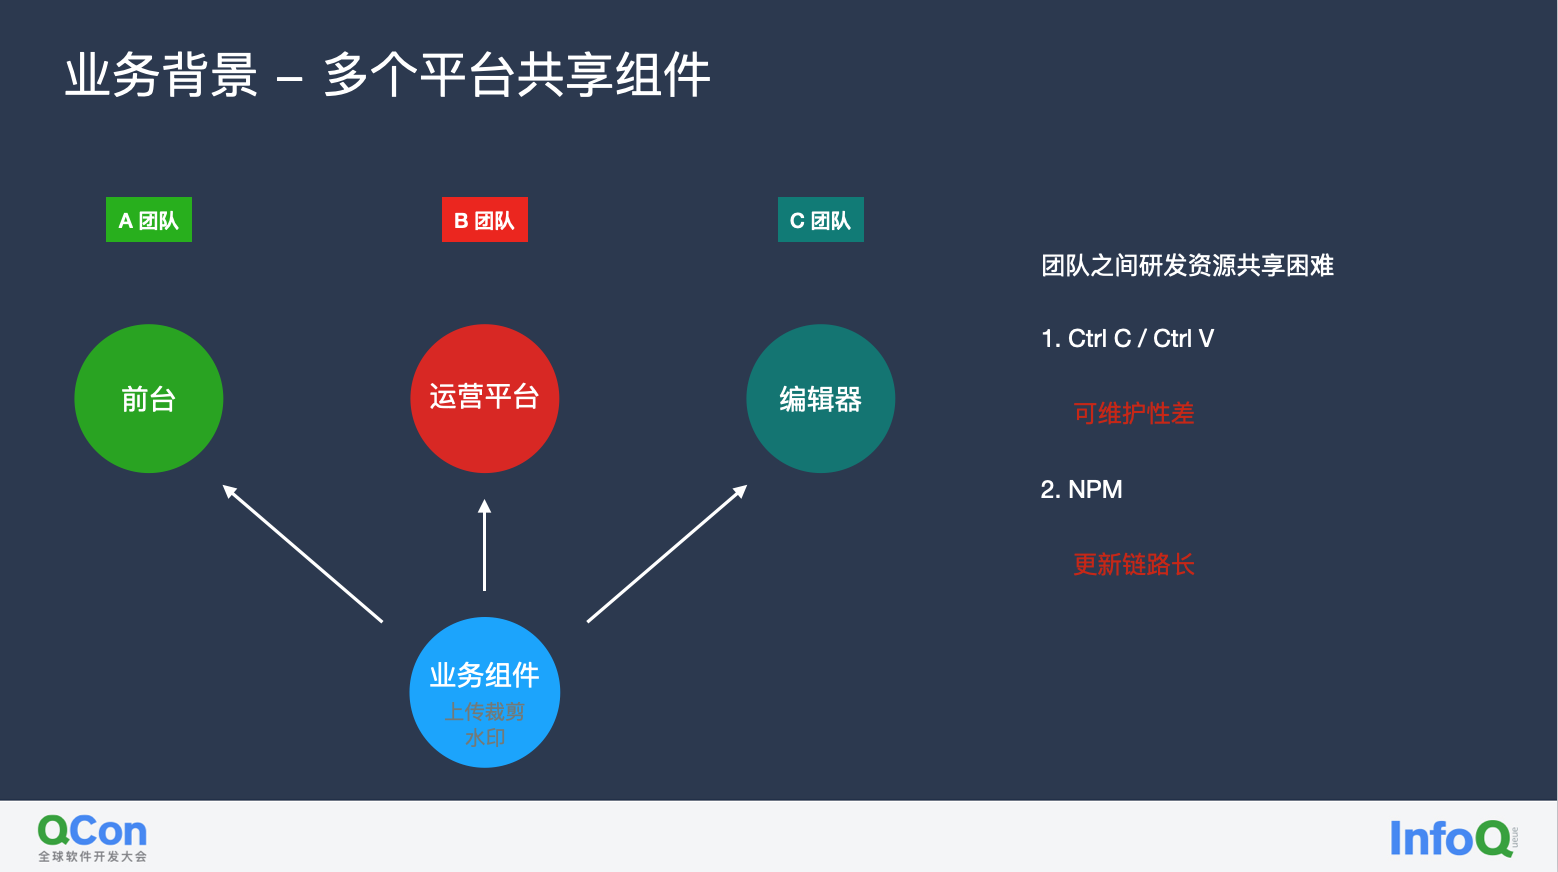 业务背景 – 多个平台共享组件
A 团队
B 团队
C 团队
前台
运营平台
编辑器
业务组件
上传裁剪
水印
团队之间研发资源共享困难
1. Ctrl C / Ctrl V
可维护性差
2. NPM
更新链路长
QCon
全球软件开发大会
InfoQ
ueue